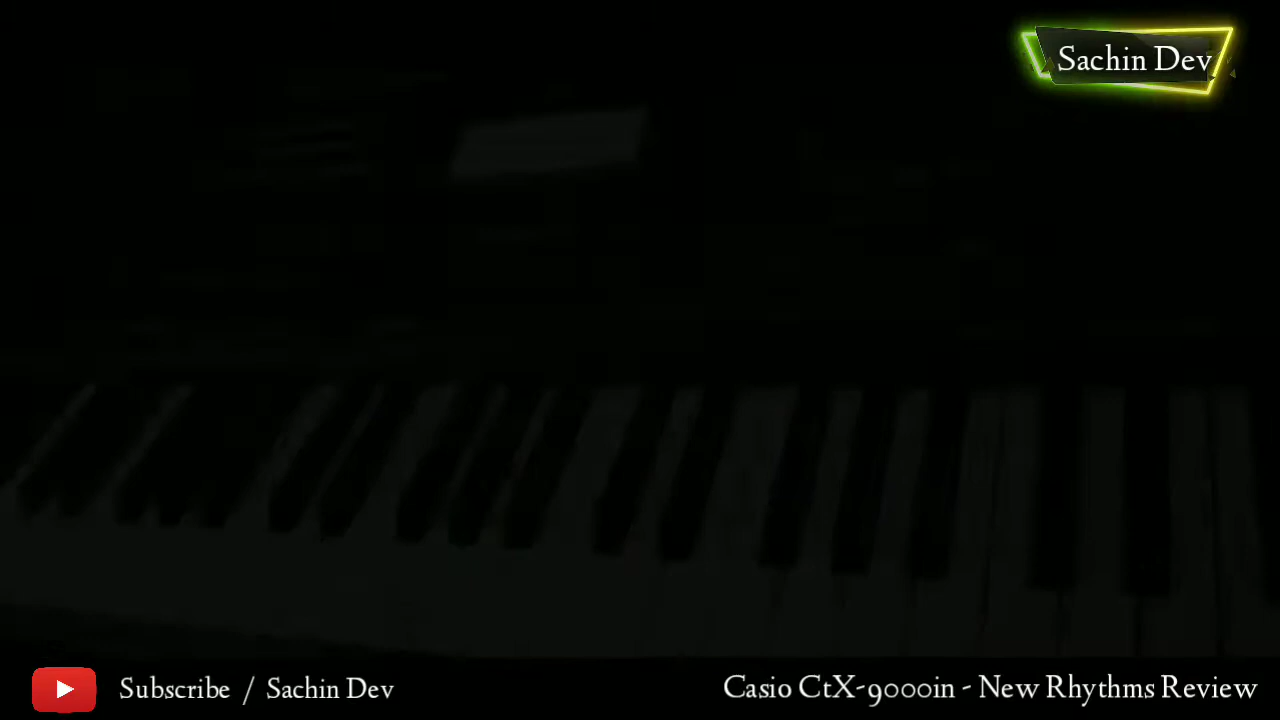 Sachin Dev
Subscribe / Sachin Dev
Casio CtX-9000in - New Rhythms Review